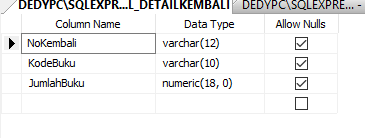 DEDYPC\SQLEXPR...L_DETAILKEMBALI DEDYPC\SQLEXPRE...
Column Name Data Type Allow Nulls
NoKembali varchar(12)
KodeBuku varchar(10)
JumlahBuku numeric(18, 0)